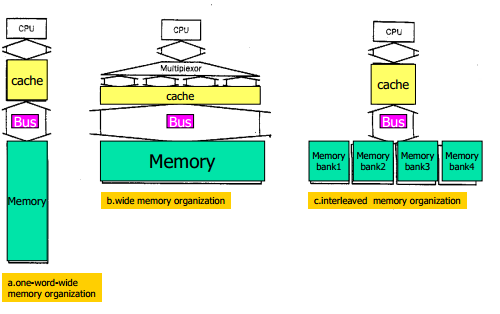 CPU
cache
Bus
Memory
a.one-word-wide
memory organization
CPU
Multiplexor
cache
Bus
Memory
b.wide memory organization
CPU
cache
Bus
Memory
bank1
Memory
bank2
Memory
bank3
Memory
bank4
c.interleaved memory organization